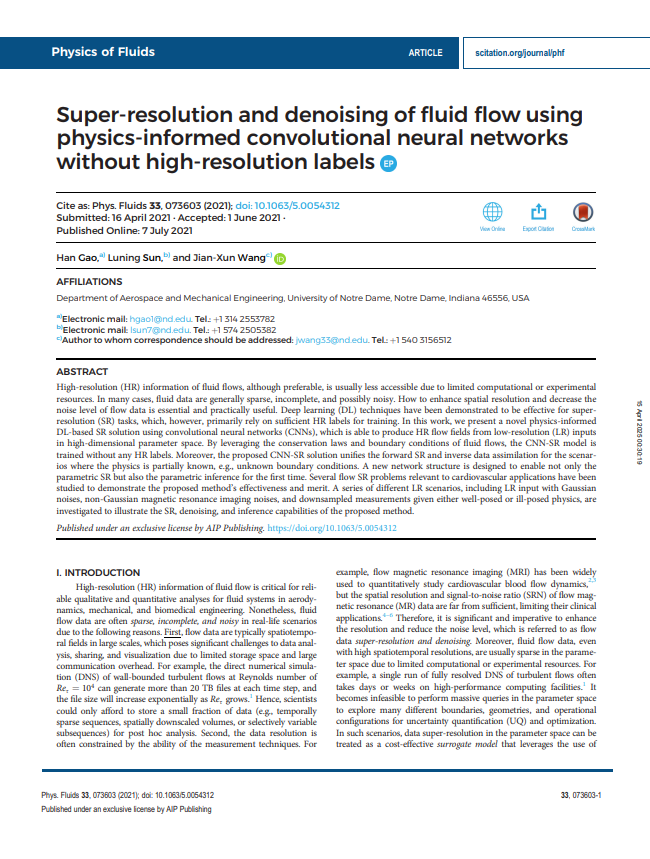 Physics of Fluids
ARTICLE
scitation.org/journal/phf
Super-resolution and denoising of fluid flow using
physics-informed convolutional neural networks
without high-resolution labels EP
Cite as: Phys. Fluids 33, 073603 (2021); doi: 10.1063/5.0054312
Submitted: 16 April 2021 · Accepted: 1 June 2021 ·
Published Online: 7 July 2021
View Online
Export Citation
CrossMark
Han Gao,a) Luning Sun,b) and Jian-Xun Wangc) iD
AFFILIATIONS
Department of Aerospace and Mechanical Engineering, University of Notre Dame, Notre Dame, Indiana 46556, USA
a)Electronic mail: hgao1@nd.edu. Tel.: +1 314 2553782
b)Electronic mail: lsun7@nd.edu. Tel.: +1 574 2505382
c)Author to whom correspondence should be addressed: jwang33@nd.edu. Tel.: +1 540 3156512
ABSTRACT
High-resolution (HR) information of fluid flows, although preferable, is usually less accessible due to limited computational or experimental
resources. In many cases, fluid data are generally sparse, incomplete, and possibly noisy. How to enhance spatial resolution and decrease the
noise level of flow data is essential and practically useful. Deep learning (DL) techniques have been demonstrated to be effective for super-
resolution (SR) tasks, which, however, primarily rely on sufficient HR labels for training. In this work, we present a novel physics-informed
DL-based SR solution using convolutional neural networks (CNNs), which is able to produce HR flow fields from low-resolution (LR) inputs
in high-dimensional parameter space. By leveraging the conservation laws and boundary conditions of fluid flows, the CNN-SR model is
trained without any HR labels. Moreover, the proposed CNN-SR solution unifies the forward SR and inverse data assimilation for the scenar-
ios where the physics is partially known, e.g., unknown boundary conditions. A new network structure is designed to enable not only the
parametric SR but also the parametric inference for the first time. Several flow SR problems relevant to cardiovascular applications have been
studied to demonstrate the proposed method's effectiveness and merit. A series of different LR scenarios, including LR input with Gaussian
noises, non-Gaussian magnetic resonance imaging noises, and downsampled measurements given either well-posed or ill-posed physics, are
investigated to illustrate the SR, denoising, and inference capabilities of the proposed method.
Published under an exclusive license by AIP Publishing. https://doi.org/10.1063/5.0054312
I. INTRODUCTION
High-resolution (HR) information of fluid flow is critical for reli-
able qualitative and quantitative analyses for fluid systems in aerody-
namics, mechanical, and biomedical engineering. Nonetheless, fluid
flow data are often sparse, incomplete, and noisy in real-life scenarios
due to the following reasons. First, flow data are typically spatiotempo-
ral fields in large scales, which poses significant challenges to data anal-
ysis, sharing, and visualization due to limited storage space and large
communication overhead. For example, the direct numerical simula-
tion (DNS) of wall-bounded turbulent flows at Reynolds number of
Reτ = 10⁴ can generate more than 20 TB files at each time step, and
the file size will increase exponentially as Reτ grows.1 Hence, scientists
could only afford to store a small fraction of data (e.g., temporally
sparse sequences, spatially downscaled volumes, or selectively variable
subsequences) for post hoc analysis. Second, the data resolution is
often constrained by the ability of the measurement techniques. For
example, flow magnetic resonance imaging (MRI) has been widely
used to quantitatively study cardiovascular blood flow dynamics,2,3
but the spatial resolution and signal-to-noise ratio (SRN) of flow mag-
netic resonance (MR) data are far from sufficient, limiting their clinical
applications.4–6 Therefore, it is significant and imperative to enhance
the resolution and reduce the noise level, which is referred to as flow
data super-resolution and denoising. Moreover, fluid flow data, even
with high spatiotemporal resolutions, are usually sparse in the parame-
ter space due to limited computational or experimental resources. For
example, a single run of fully resolved DNS of turbulent flows often
takes days or weeks on high-performance computing facilities.1 It
becomes infeasible to perform massive queries in the parameter space
to explore many different boundaries, geometries, and operational
configurations for uncertainty quantification (UQ) and optimization.
In such scenarios, data super-resolution in the parameter space can be
treated as a cost-effective surrogate model that leverages the use of
15 April 2025 00:30:19
Phys. Fluids 33, 073603 (2021); doi: 10.1063/5.0054312
33, 073603-1
Published under an exclusive license by AIP Publishing